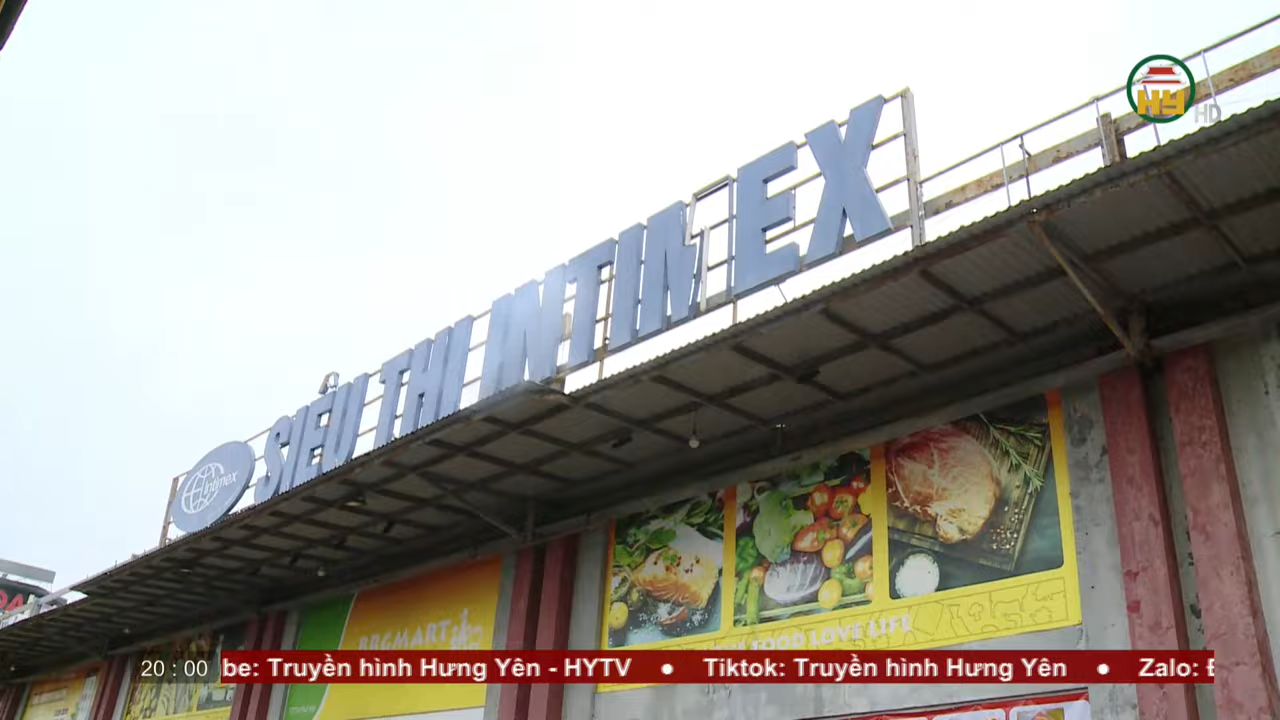 HY
HD
SIÊU THỊ INTIMEX
Intimex
BRGMART
FOOD LOVE LIFE
20 : 00
be: Truyền hình Hưng Yên - HYTV ● Tiktok: Truyền hình Hưng Yên ● Zalo: